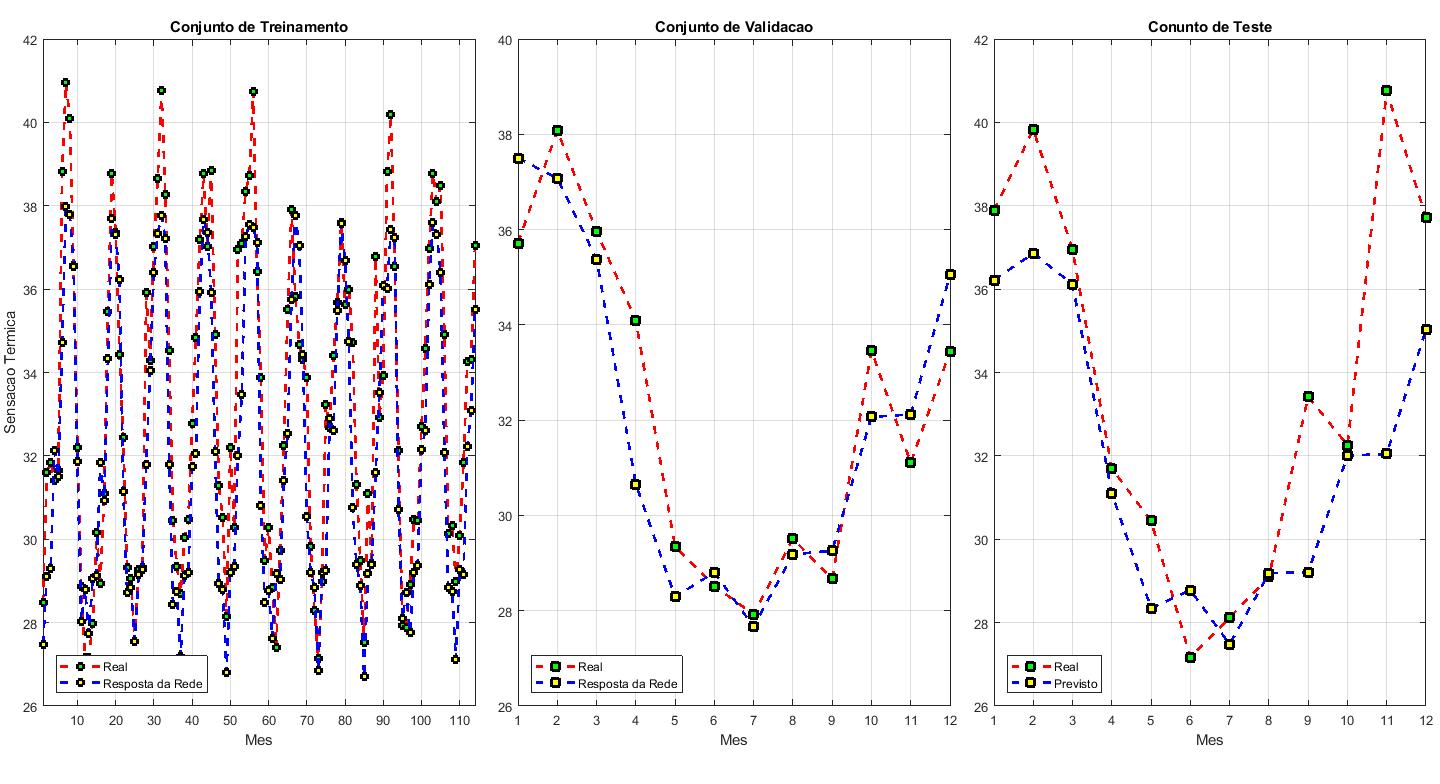 Conjunto de Treinamento
42
40
38
36
34
32
30
28
26
Sensacao Termica
10 20 30 40 50 60 70 80 90 100 110
Mes
Real
Resposta da Rede
Conjunto de Validacao
40
38
36
34
32
30
28
26
1 2 3 4 5 6 7 8 9 10 11 12
Mes
Real
Resposta da Rede
Conunto de Teste
42
40
38
36
34
32
30
28
26
1 2 3 4 5 6 7 8 9 10 11 12
Mes
Real
Previsto